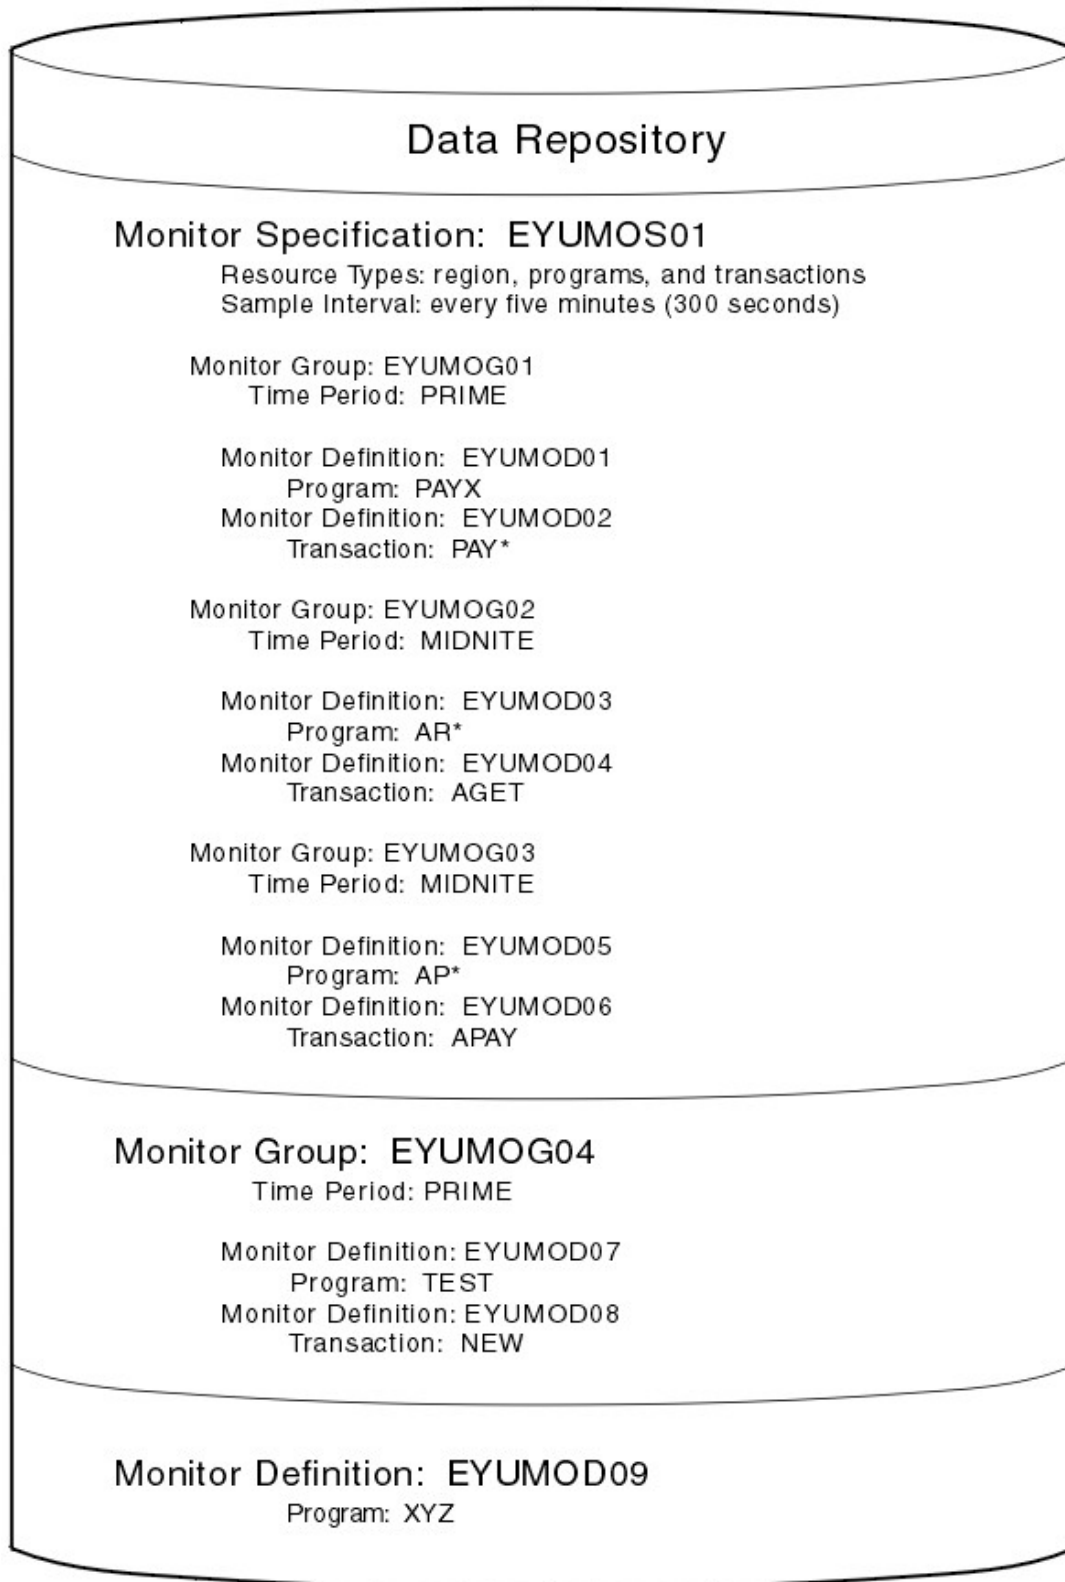 Data Repository
Monitor Specification: EYUMOS01
Resource Types: region, programs, and transactions
Sample Interval: every five minutes (300 seconds)
Monitor Group: EYUMOG01
Time Period: PRIME
Monitor Definition: EYUMOD01
Program: PAYX
Monitor Definition: EYUMOD02
Transaction: PAY*
Monitor Group: EYUMOG02
Time Period: MIDNITE
Monitor Definition: EYUMOD03
Program: AR*
Monitor Definition: EYUMOD04
Transaction: AGET
Monitor Group: EYUMOG03
Time Period: MIDNITE
Monitor Definition: EYUMOD05
Program: AP*
Monitor Definition: EYUMOD06
Transaction: APAY
Monitor Group: EYUMOG04
Time Period: PRIME
Monitor Definition: EYUMOD07
Program: TEST
Monitor Definition: EYUMOD08
Transaction: NEW
Monitor Definition: EYUMOD09
Program: XYZ